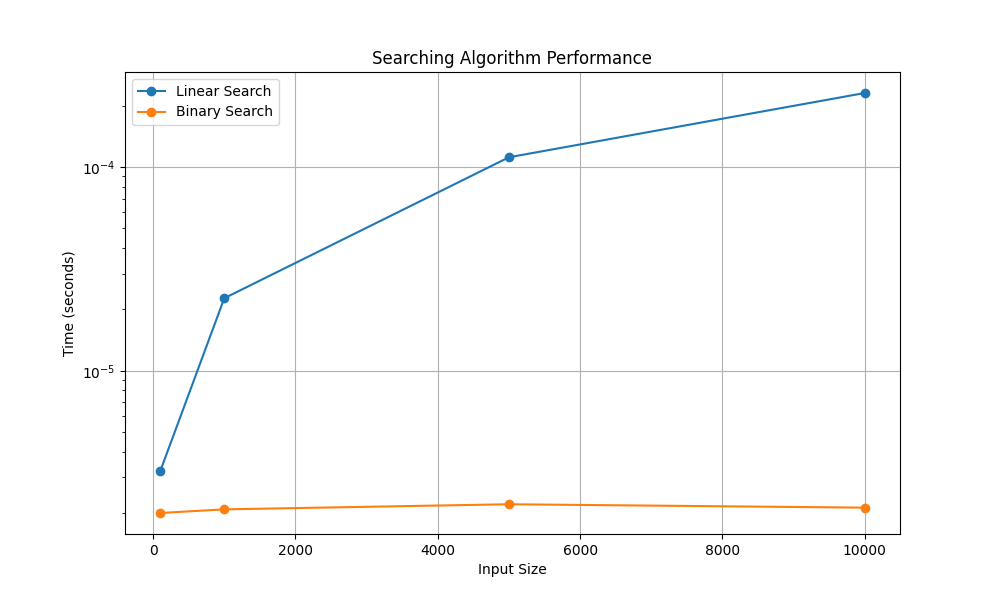 Searching Algorithm Performance
Linear Search
Binary Search
10⁻⁴
10⁻⁵
Time (seconds)
0 2000 4000 6000 8000 10000
Input Size